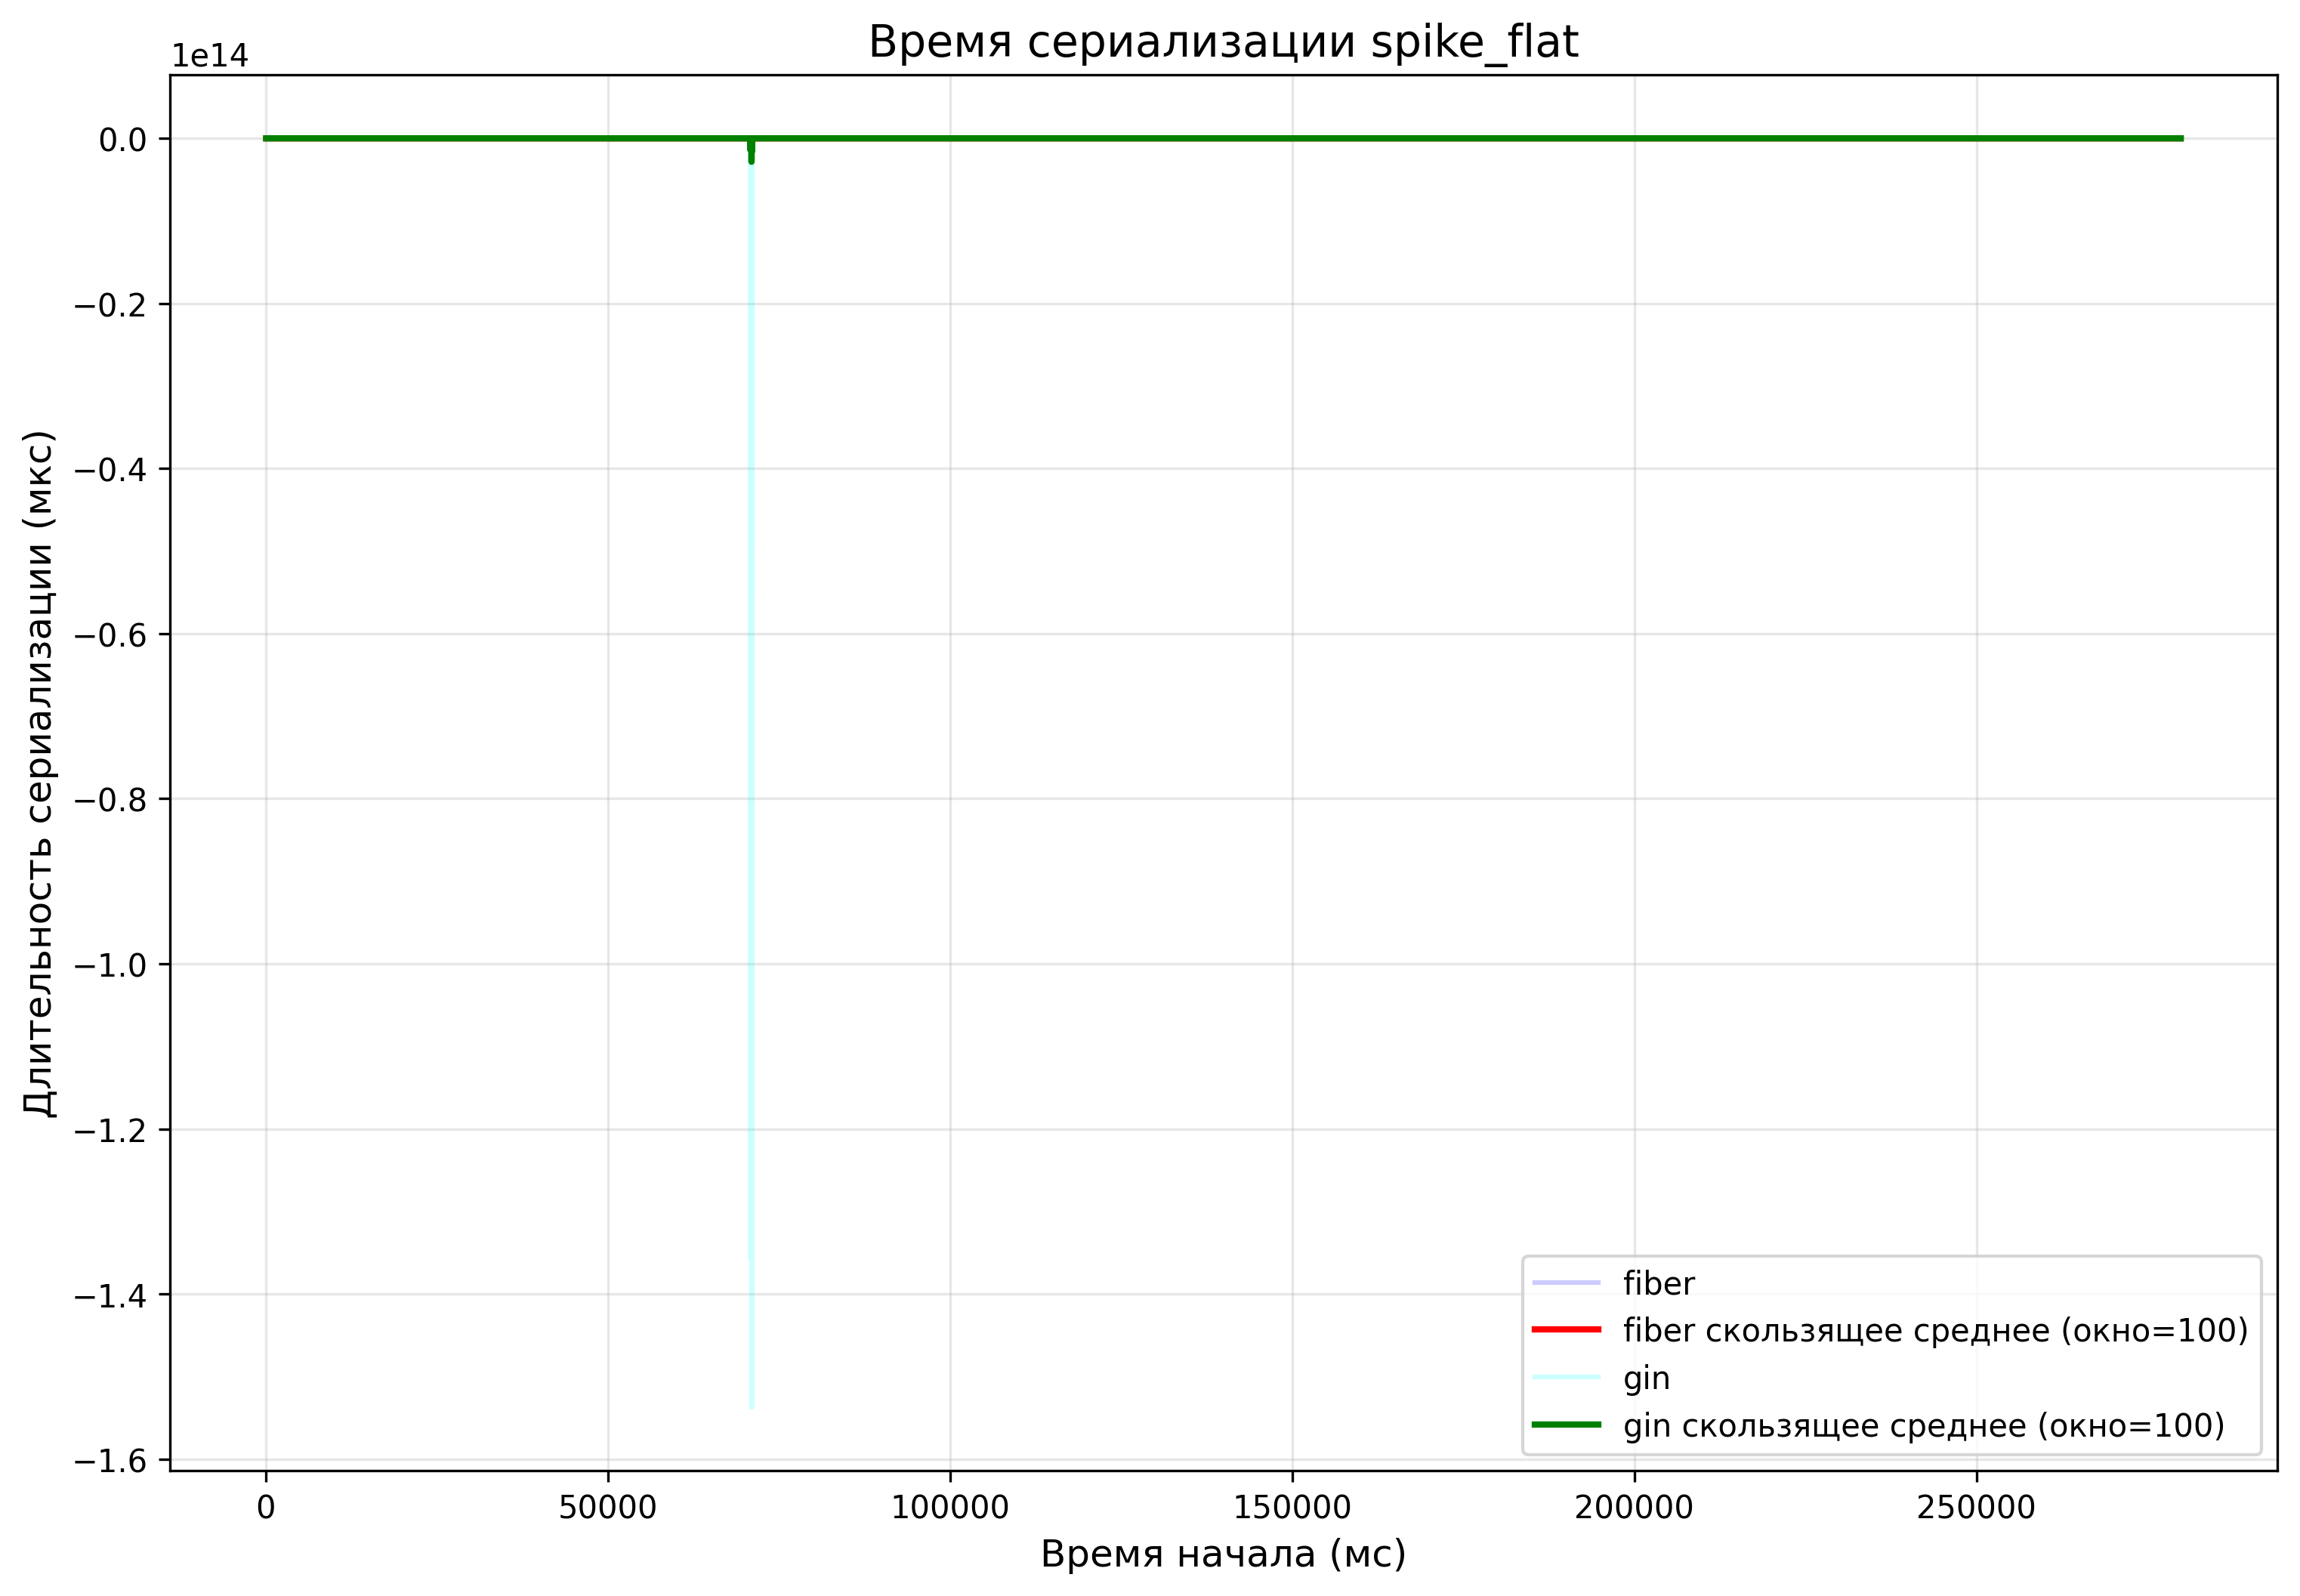 Время сериализации spike_flat
1e14
0.0
−0.2
−0.4
−0.6
−0.8
−1.0
−1.2
−1.4
−1.6
Длительность сериализации (мкс)
fiber
fiber скользящее среднее (окно=100)
gin
gin скользящее среднее (окно=100)
0 50000 100000 150000 200000 250000
Время начала (мс)